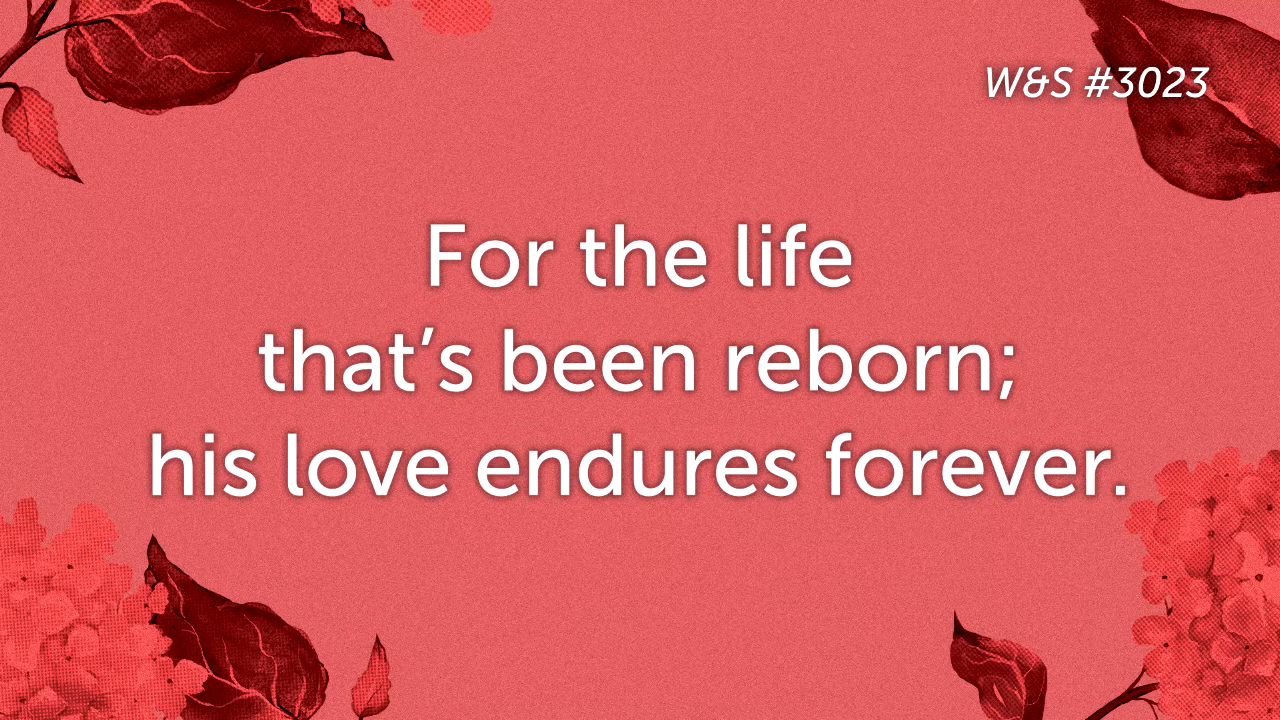 W&S #3023
For the life
that’s been reborn;
his love endures forever.